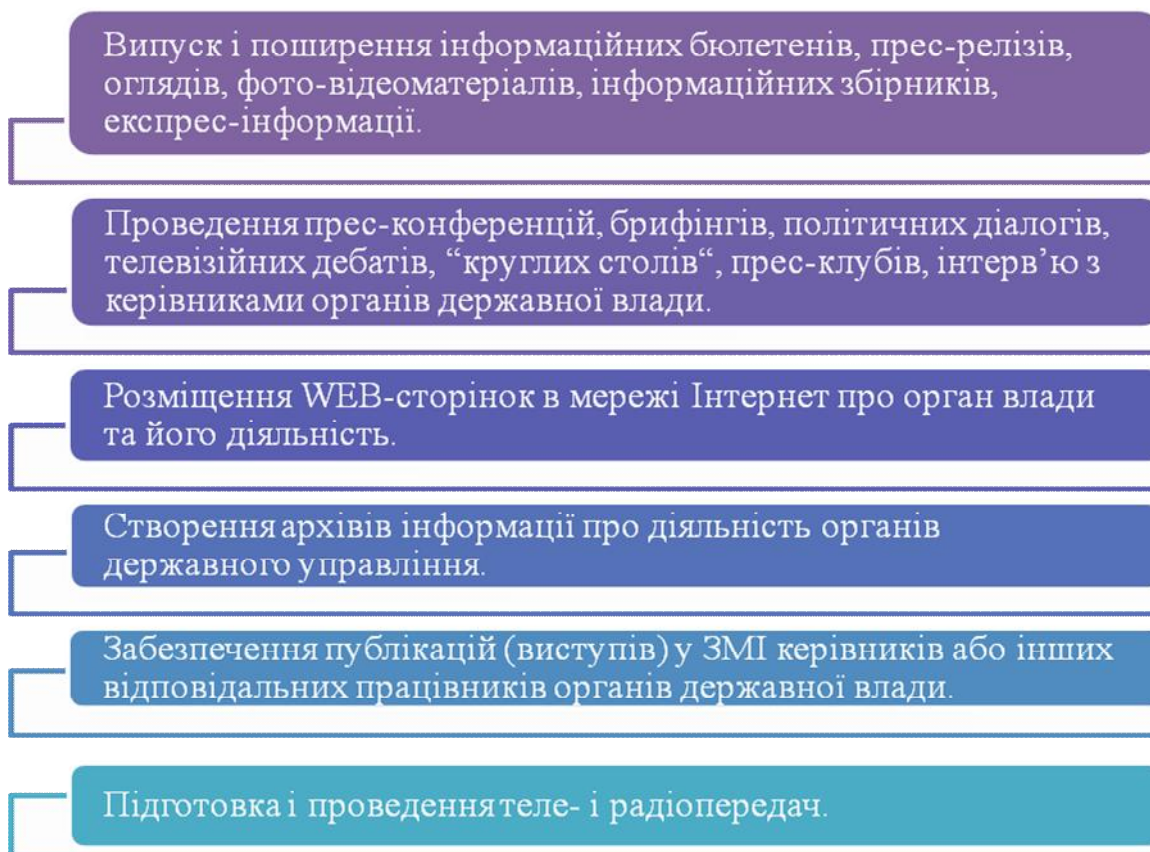 Випуск і поширення інформаційних бюлетенів, прес-релізів,
оглядів, фото-відеоматеріалів, інформаційних збірників,
експрес-інформації.
Проведення прес-конференцій, брифінгів, політичних діалогів,
телевізійних дебатів, “круглих столів“, прес-клубів, інтерв’ю з
керівниками органів державної влади.
Розміщення WEB-сторінок в мережі Інтернет про орган влади
та його діяльність.
Створення архівів інформації про діяльність органів
державного управління.
Забезпечення публікацій (виступів) у ЗМІ керівників або інших
відповідальних працівників органів державної влади.
Підготовка і проведення теле- і радіопередач.